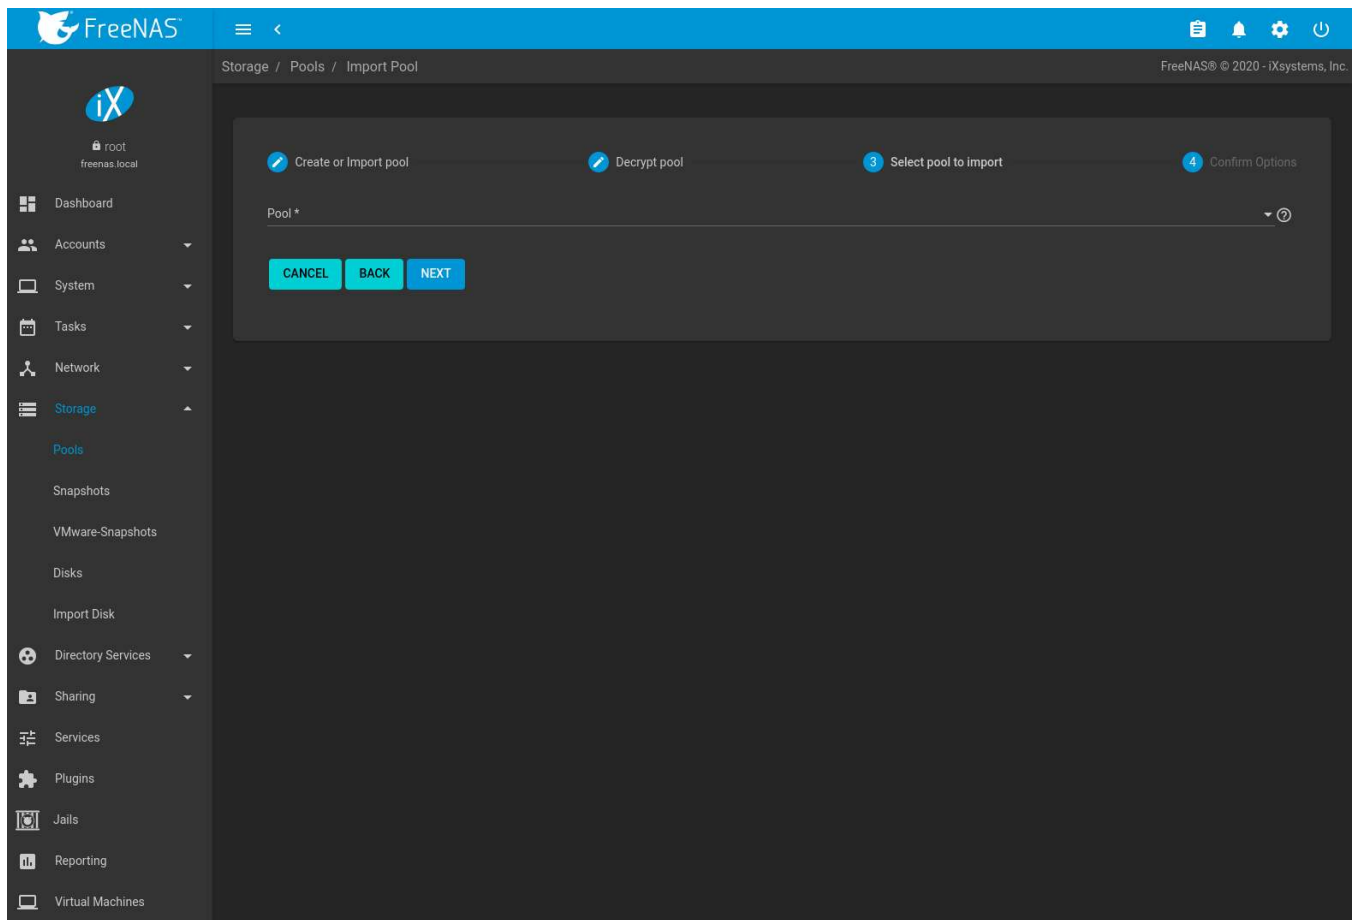 FreeNAS™
Storage / Pools / Import Pool
FreeNAS® © 2020 - iXsystems, Inc.
iX
root
freenas.local
Dashboard
Accounts
System
Tasks
Network
Storage
Pools
Snapshots
VMware-Snapshots
Disks
Import Disk
Directory Services
Sharing
Services
Plugins
Jails
Reporting
Virtual Machines
Create or Import pool
Decrypt pool
3 Select pool to import
4 Confirm Options
Pool *
CANCEL BACK NEXT